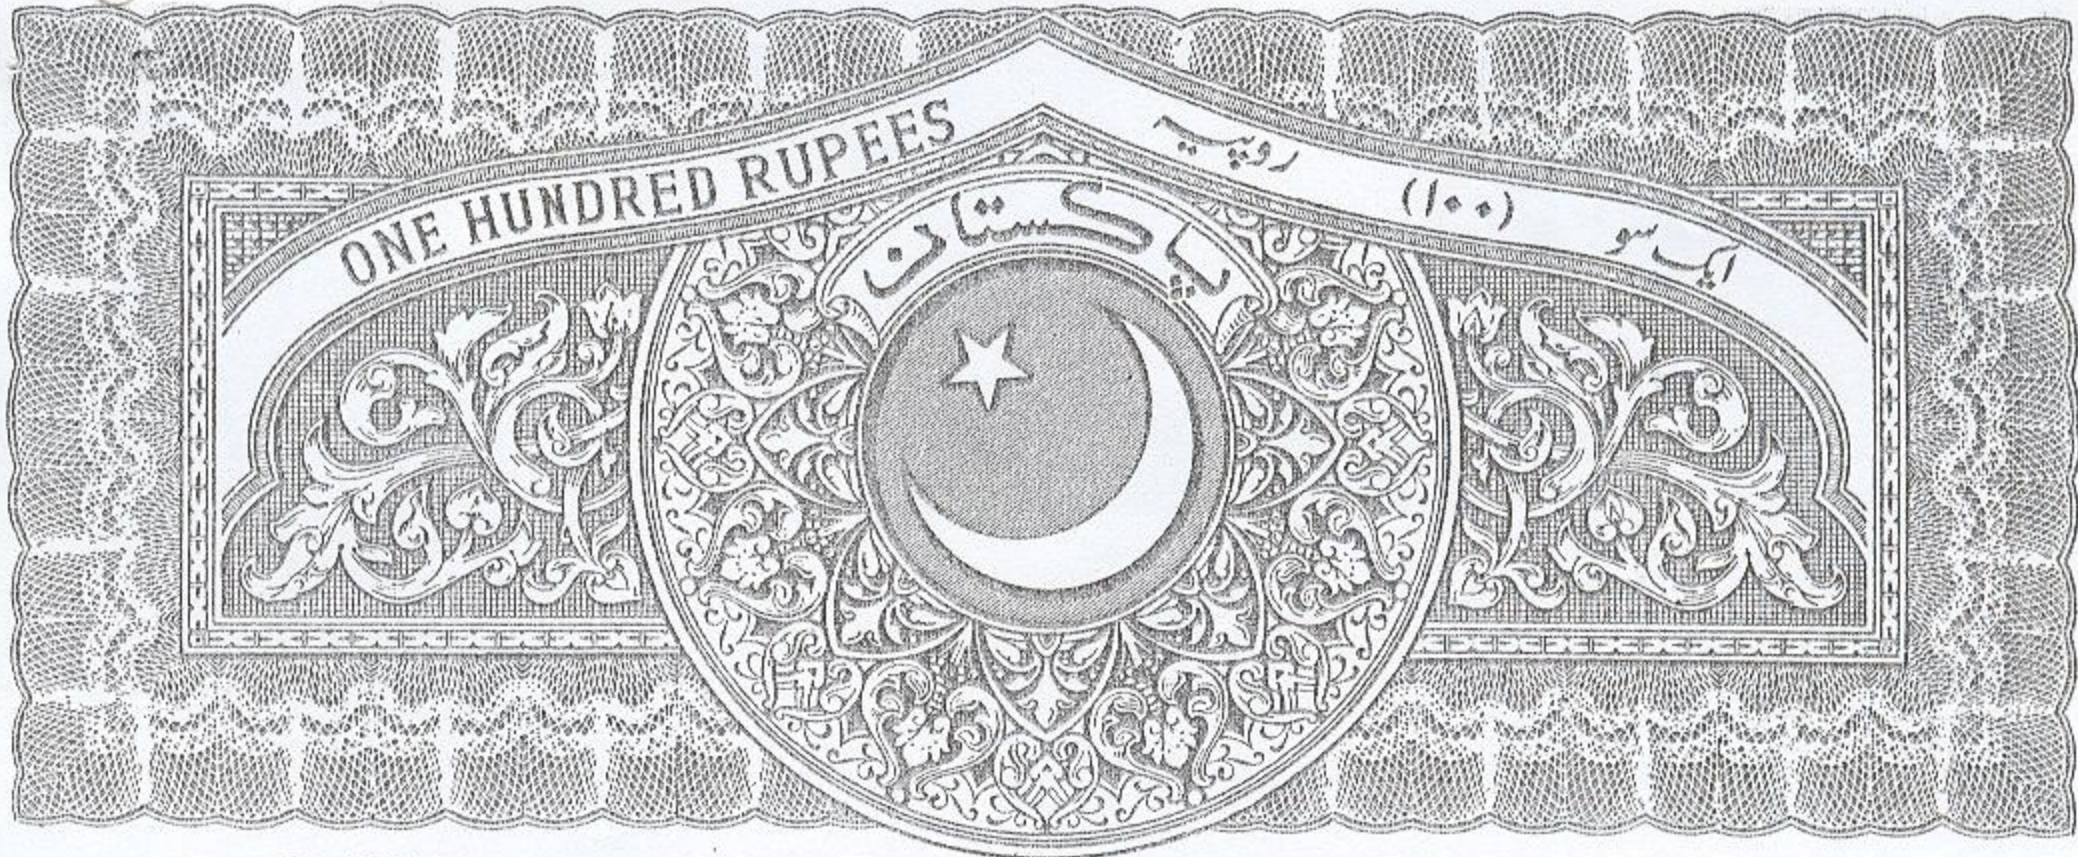 ONE HUNDRED RUPEES
ایک سو (۱۰۰) روپیہ
پاکستان